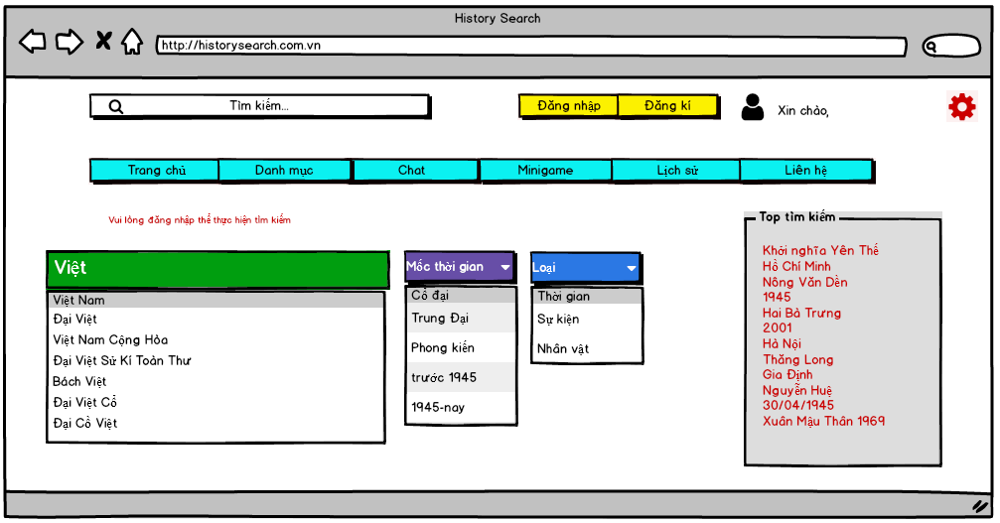 History Search
http://historysearch.com.vn
Tìm kiếm...
Đăng nhập
Đăng kí
Xin chào,
Trang chủ
Danh mục
Chat
Minigame
Lịch sử
Liên hệ
Vui lòng đăng nhập thể thực hiện tìm kiếm
Việt
Việt Nam
Đại Việt
Việt Nam Cộng Hòa
Đại Việt Sử Kí Toàn Thư
Bách Việt
Đại Việt Cổ
Đại Cồ Việt
Mốc thời gian
Cổ đại
Trung Đại
Phong kiến
trước 1945
1945-nay
Loại
Thời gian
Sự kiện
Nhân vật
Top tìm kiếm
Khởi nghĩa Yên Thế
Hồ Chí Minh
Nông Văn Dền
1945
Hai Bà Trưng
2001
Hà Nội
Thăng Long
Gia Định
Nguyễn Huệ
30/04/1945
Xuân Mậu Thân 1969